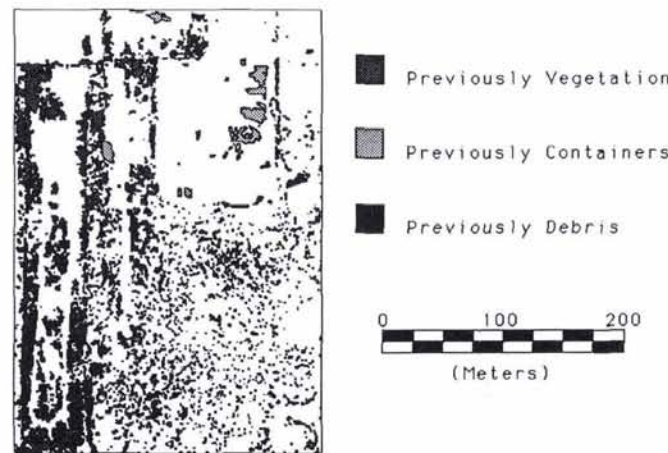 Previously Vegetation
Previously Containers
Previously Debris
0 100 200
(Meters)